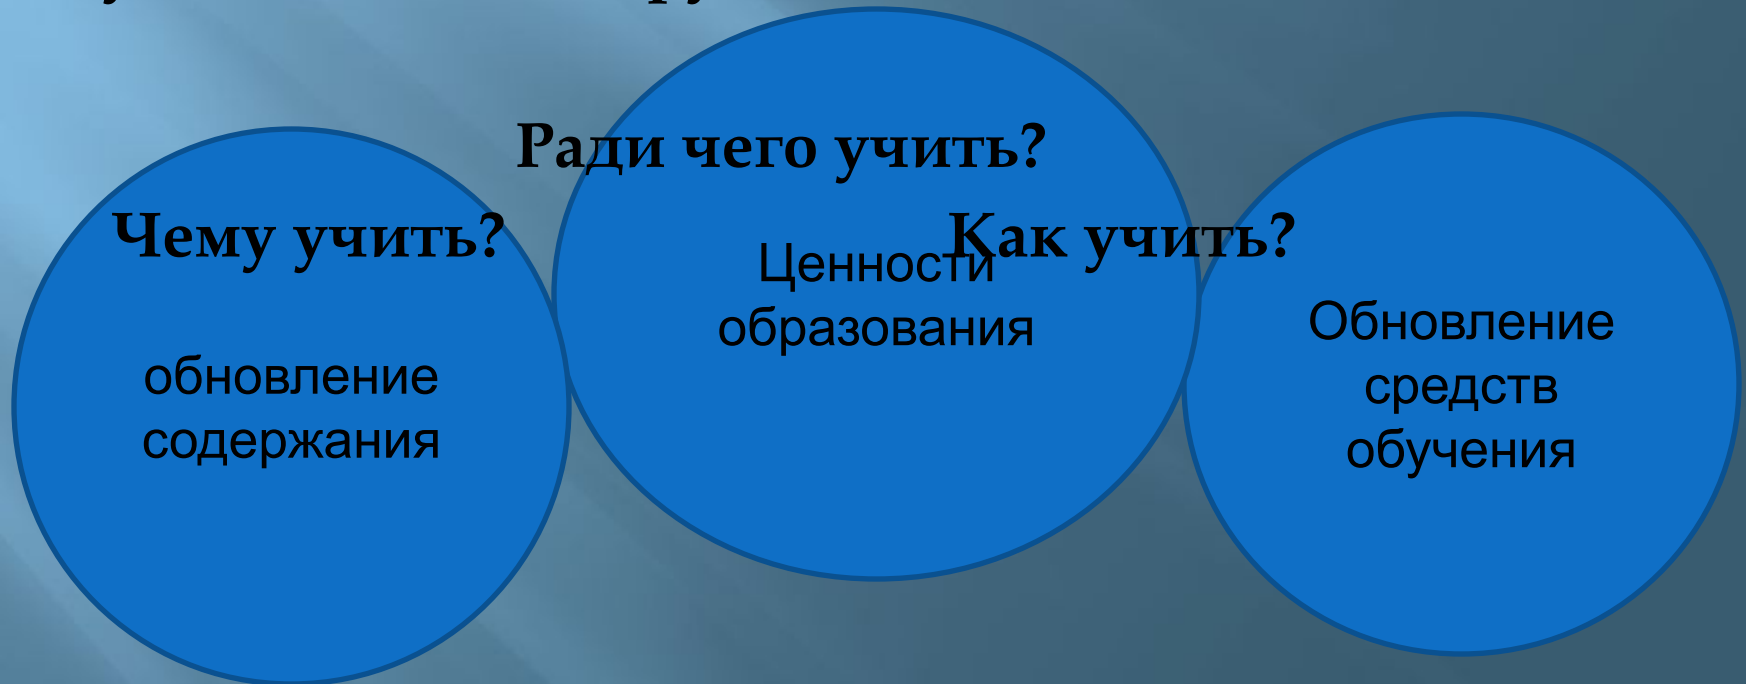 Ради чего учить?
Чему учить?
Как учить?
Ценности
образования
обновление
содержания
Обновление
средств
обучения